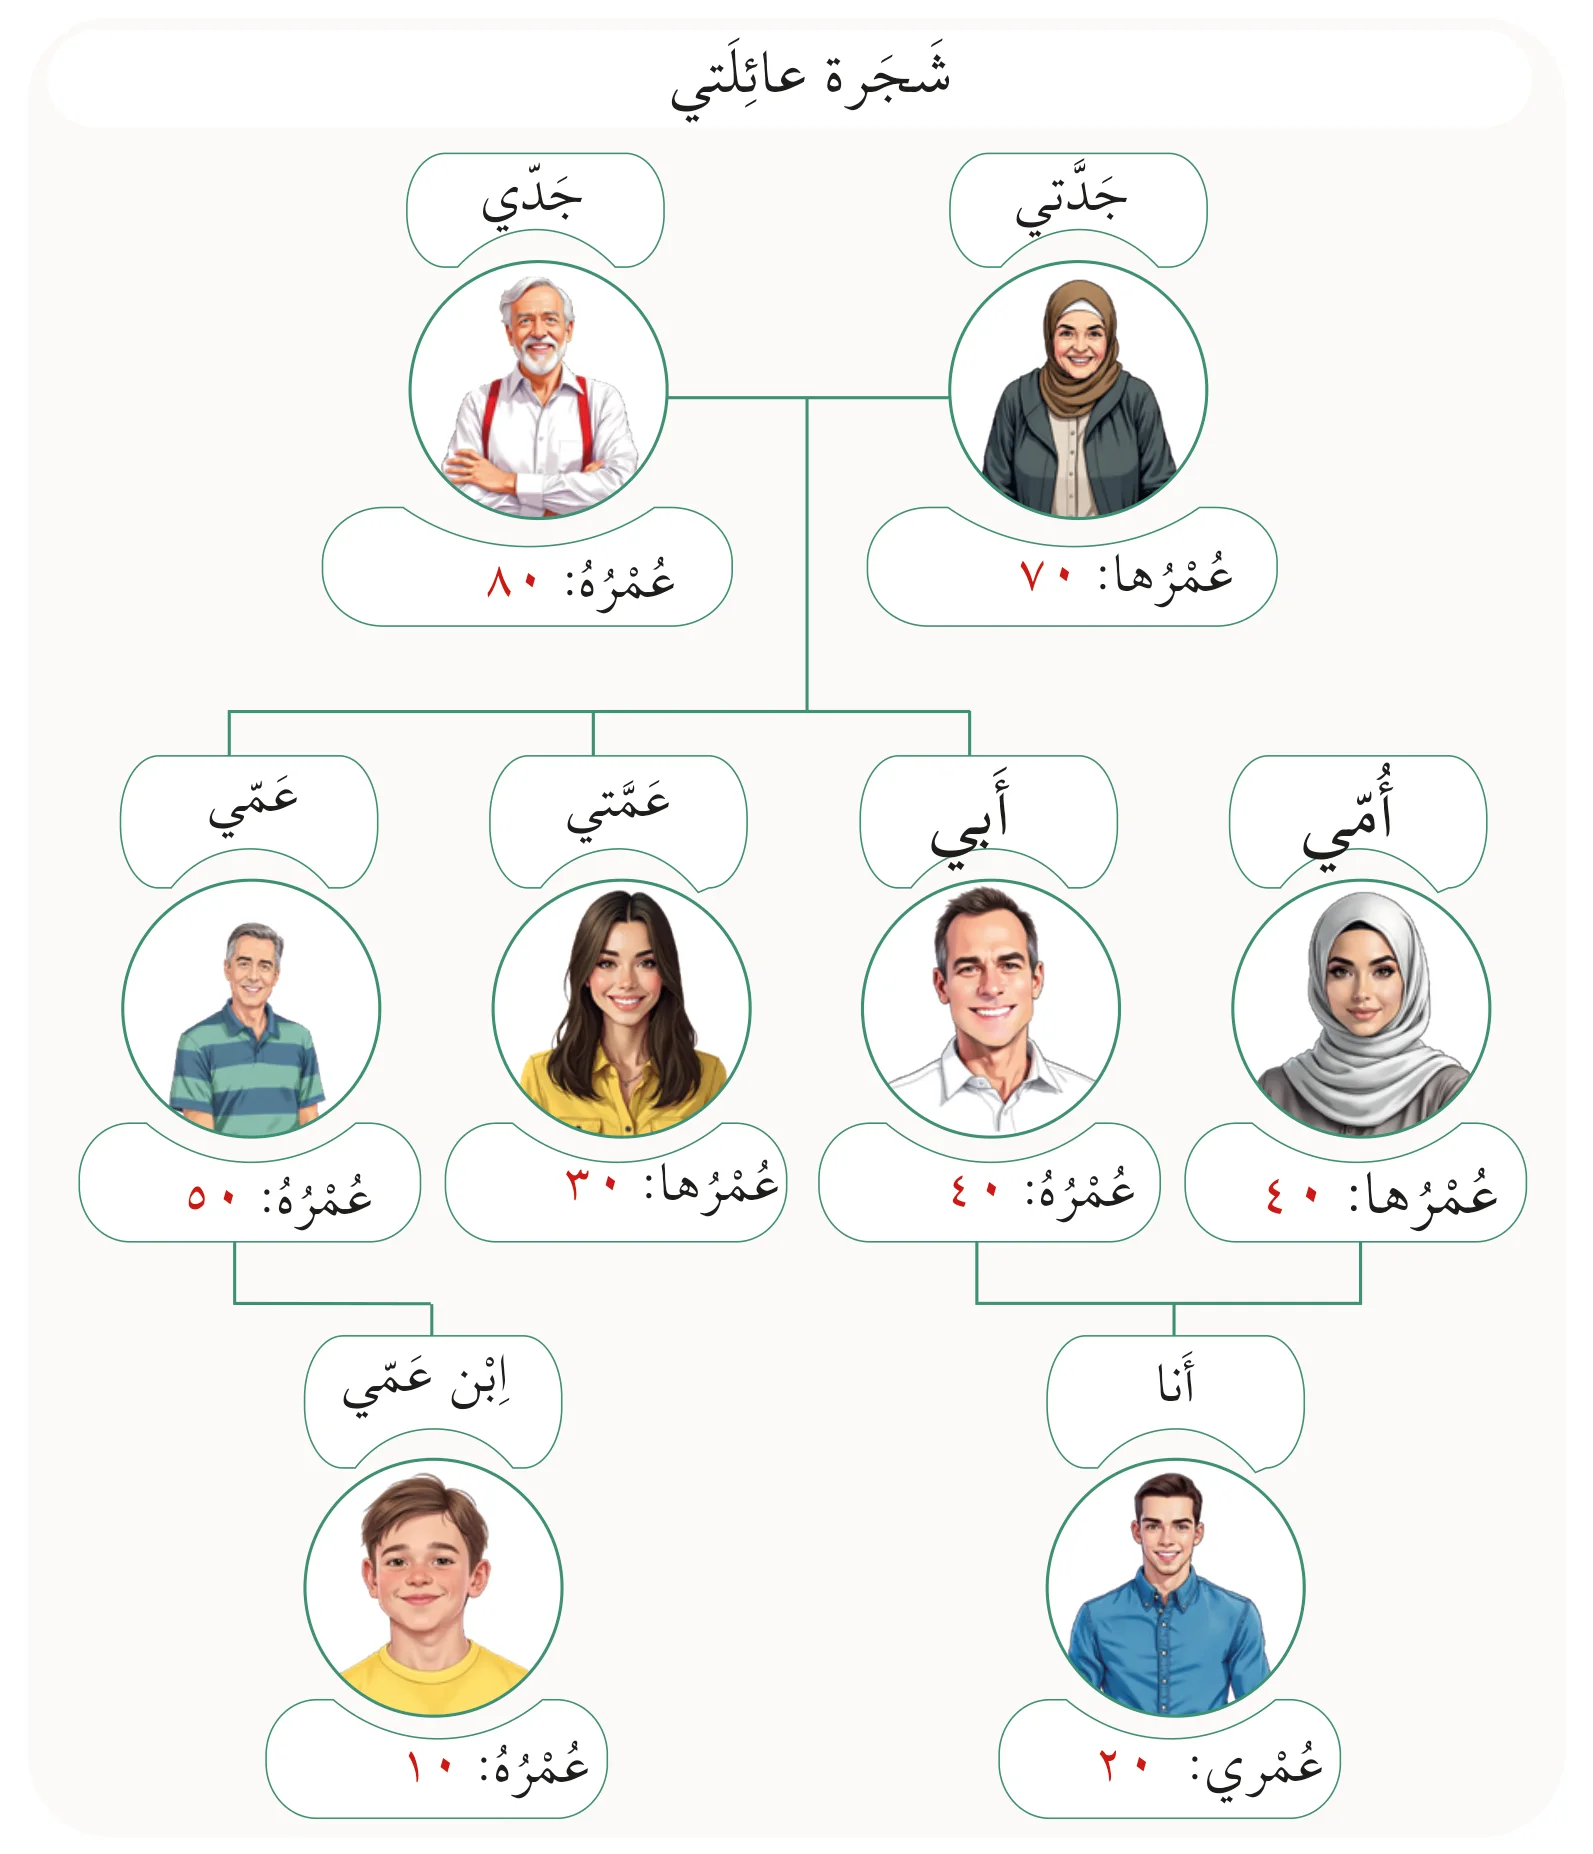 شَجَرة عائِلَتي
جَدَّتي
جَدّي
عُمْرُها: ٧٠
عُمْرُهُ: ٨٠
أُمّي
أَبي
عَمَّتي
عَمّي
عُمْرُها: ٤٠
عُمْرُهُ: ٤٠
عُمْرُها: ٣٠
عُمْرُهُ: ٥٠
أَنا
اِبْن عَمّي
عُمْري: ٢٠
عُمْرُهُ: ١٠